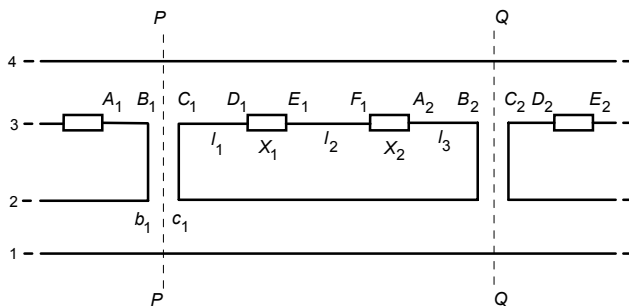 P Q
4
A1 B1 C1 D1 E1 F1 A2 B2 C2 D2 E2
3
l1 X1 l2 X2 l3
2
b1 c1
1
P Q